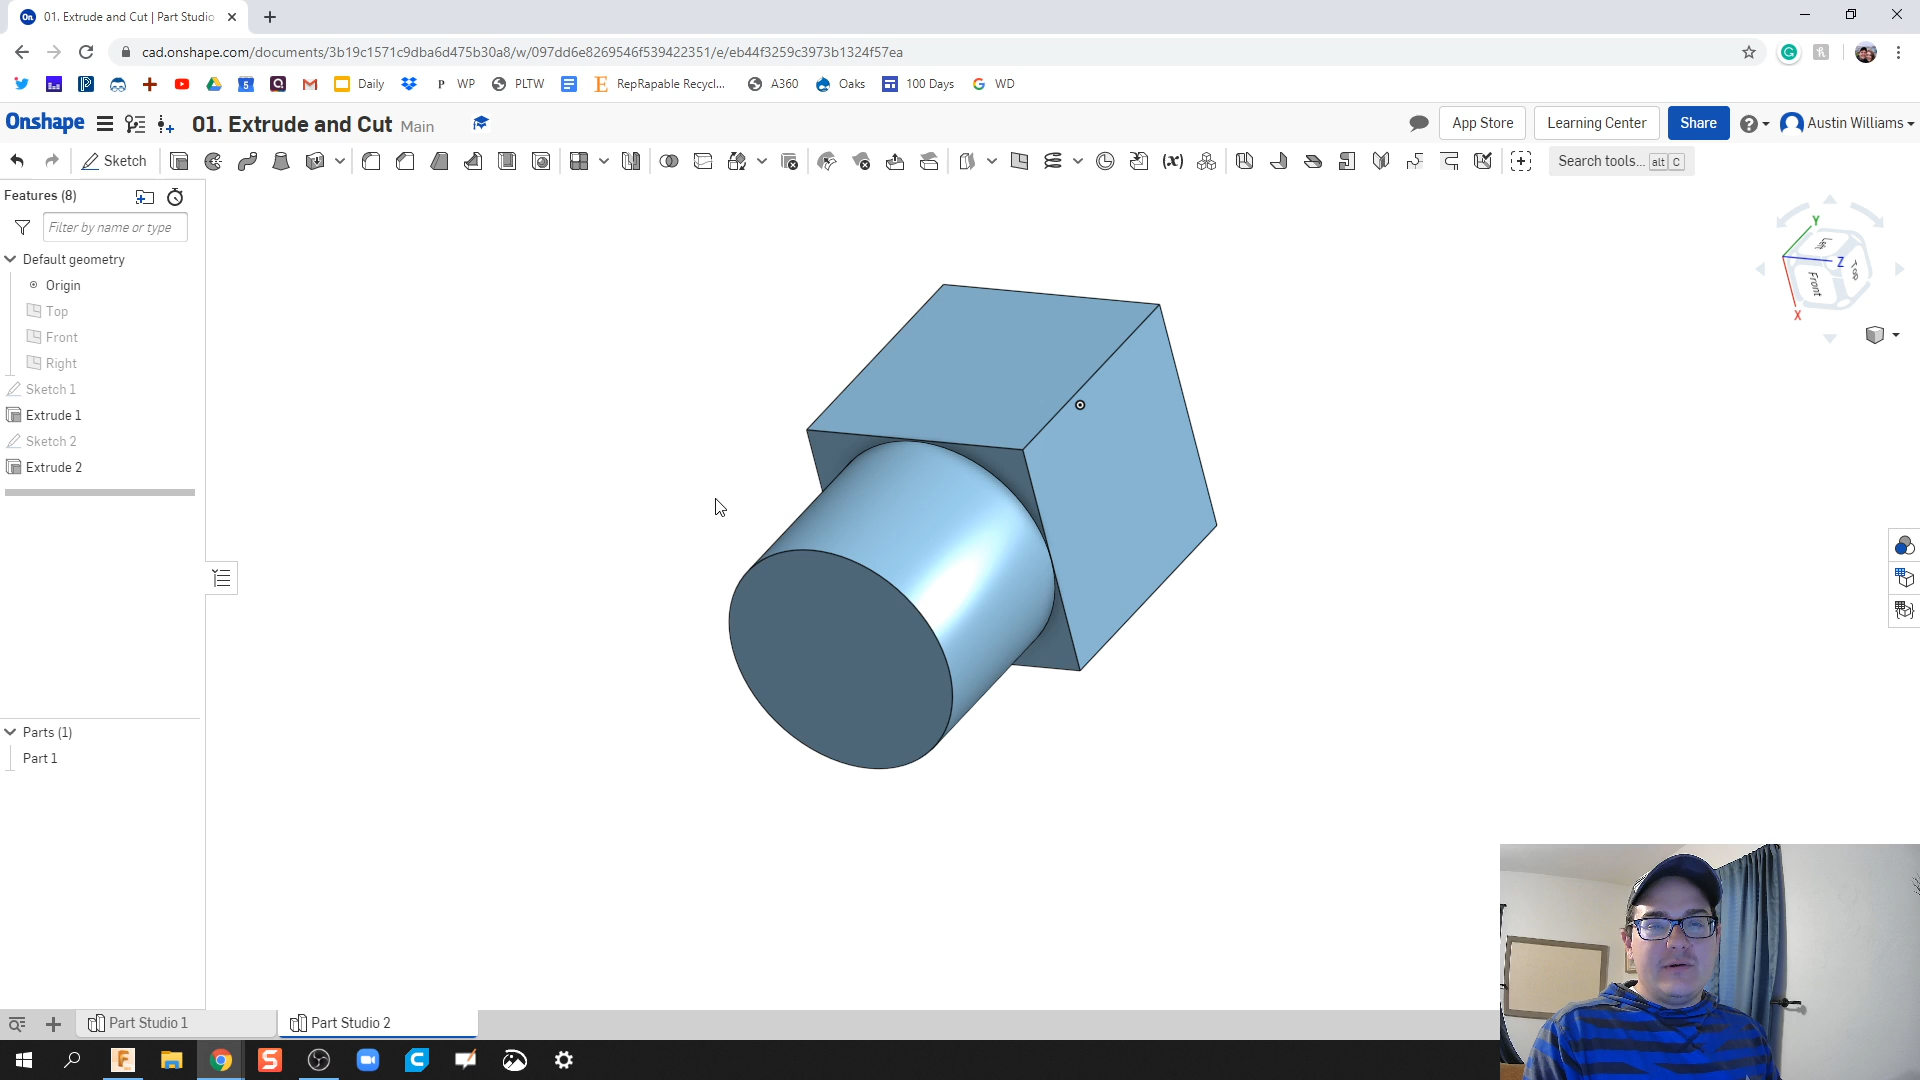 01. Extrude and Cut | Part Studio
cad.onshape.com/documents/3b19c1571c9dba6d475b30a8/w/097dd6e8269546f539422351/e/eb44f3259c3973b1324f57ea
Daily
P WP
PLTW
RepRapable Recycl...
A360
Oaks
100 Days
WD
Onshape
01. Extrude and Cut Main
App Store
Learning Center
Share
Austin Williams
Sketch
Search tools... alt C
Features (8)
Filter by name or type
Default geometry
Origin
Top
Front
Right
Sketch 1
Extrude 1
Sketch 2
Extrude 2
Y
Z
X
Front
Top
Parts (1)
Part 1
Part Studio 1
Part Studio 2